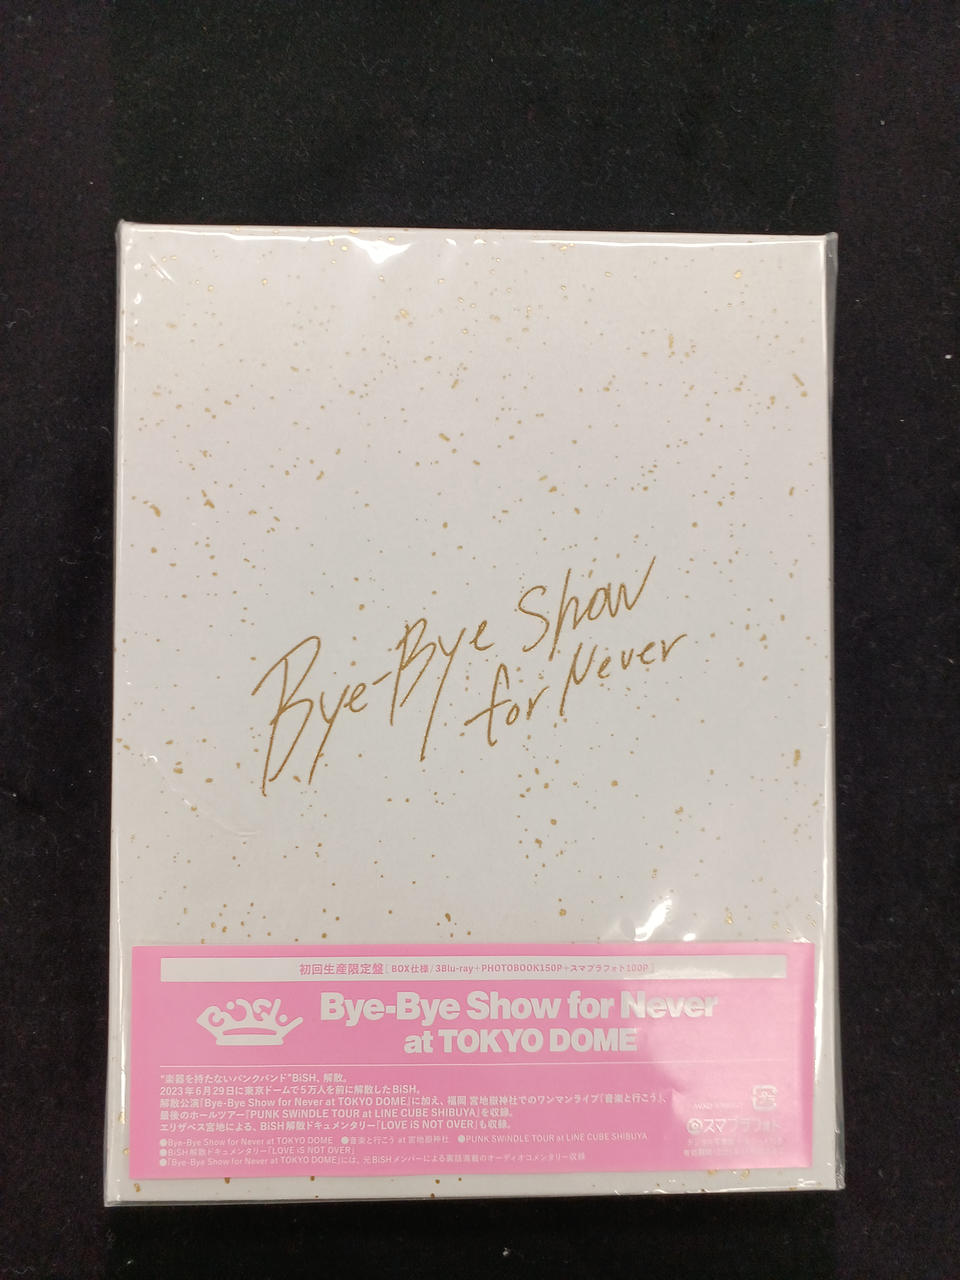 Bye-Bye Show
for Never
初回生産限定盤[BOX仕様/3Blu-ray+PHOTOBOOK150P+スマプラフォト100P]
BiSH
Bye-Bye Show for Never
at TOKYO DOME
"楽器を持たないパンクバンド"BiSH、解散。
2023年6月29日に東京ドームで5万人を前に解散したBiSH。
解散公演「Bye-Bye Show for Never at TOKYO DOME」に加え、福岡 宮地嶽神社でのワンマンライブ「音楽と行こう」、
最後のホールツアー「PUNK SWiNDLE TOUR at LINE CUBE SHIBUYA」を収録。
エリザベス宮地による、BiSH解散ドキュメンタリー「LOVE iS NOT OVER」も収録。
●Bye-Bye Show for Never at TOKYO DOME ●音楽と行こう at 宮地嶽神社 ●PUNK SWiNDLE TOUR at LINE CUBE SHIBUYA
●BiSH解散ドキュメンタリー「LOVE iS NOT OVER」
●「Bye-Bye Show for Never at TOKYO DOME」には、元BiSHメンバーによる裏話満載のオーディオコメンタリー収録
スマプラフォト